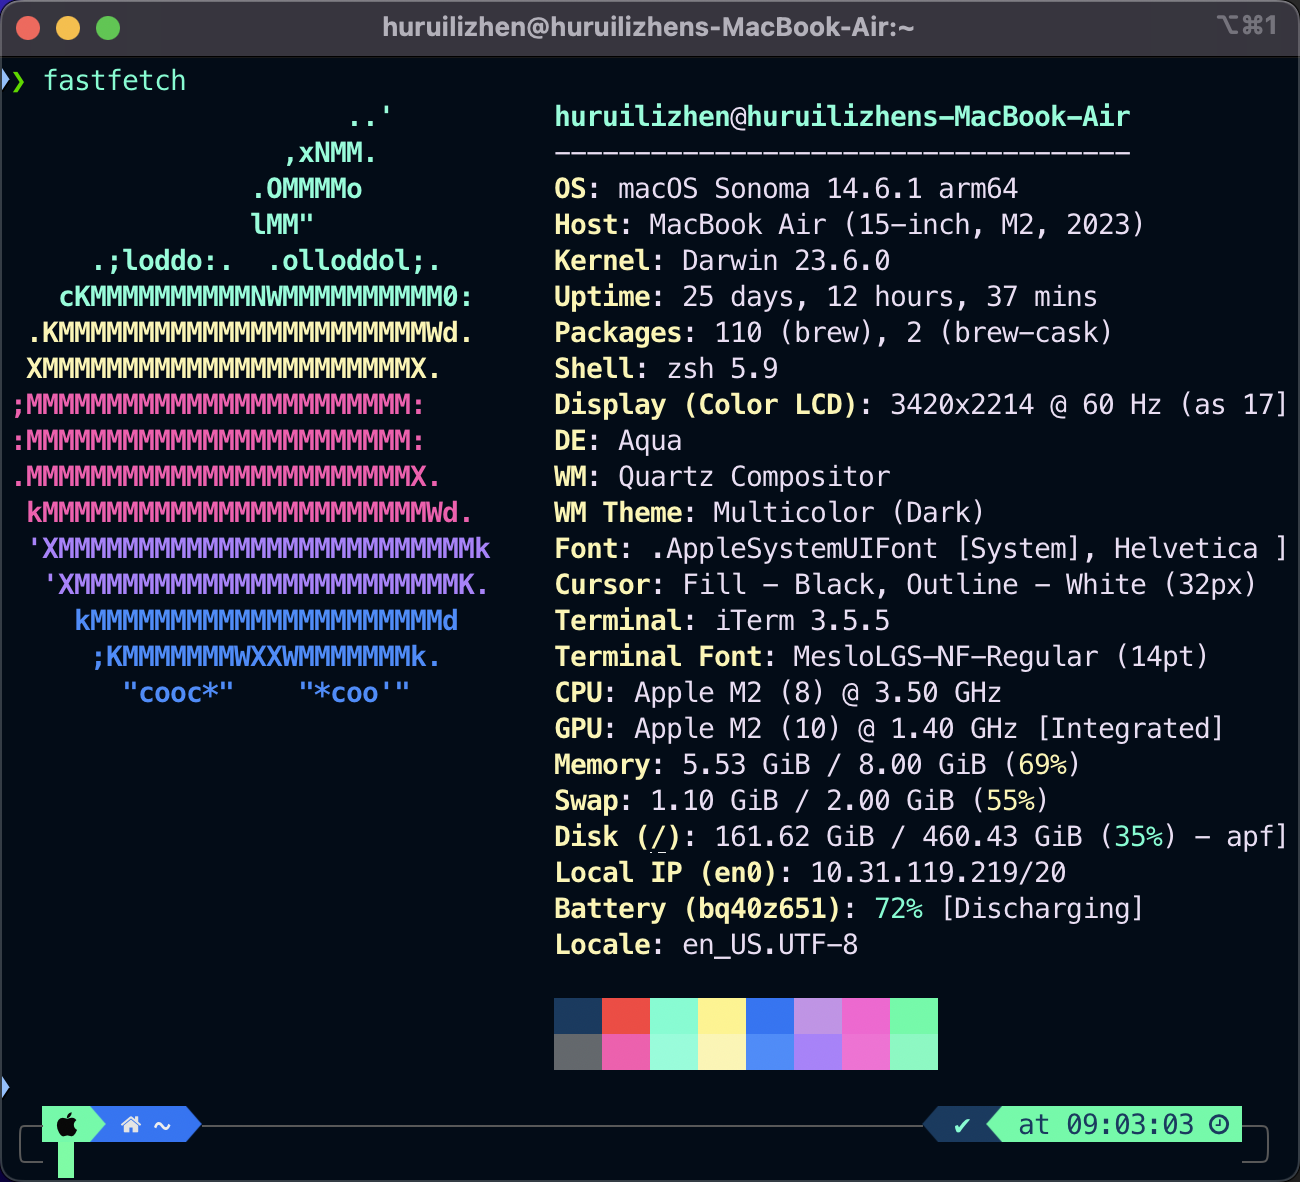 huruilizhen@huruilizhens-MacBook-Air:~ ⌥⌘1
❯ fastfetch
..' huruilizhen@huruilizhens-MacBook-Air
,xNMM. ------------------------------------
.OMMMMo OS: macOS Sonoma 14.6.1 arm64
lMM" Host: MacBook Air (15-inch, M2, 2023)
.;loddo:. .olloddol;. Kernel: Darwin 23.6.0
cKMMMMMMMMMMNWMMMMMMMMMM0: Uptime: 25 days, 12 hours, 37 mins
.KMMMMMMMMMMMMMMMMMMMMMMMWd. Packages: 110 (brew), 2 (brew-cask)
XMMMMMMMMMMMMMMMMMMMMMMMX. Shell: zsh 5.9
;MMMMMMMMMMMMMMMMMMMMMMMM: Display (Color LCD): 3420x2214 @ 60 Hz (as 17]
:MMMMMMMMMMMMMMMMMMMMMMMM: DE: Aqua
.MMMMMMMMMMMMMMMMMMMMMMMMX. WM: Quartz Compositor
kMMMMMMMMMMMMMMMMMMMMMMMMWd. WM Theme: Multicolor (Dark)
'XMMMMMMMMMMMMMMMMMMMMMMMMMMk Font: .AppleSystemUIFont [System], Helvetica ]
'XMMMMMMMMMMMMMMMMMMMMMMMMK. Cursor: Fill - Black, Outline - White (32px)
kMMMMMMMMMMMMMMMMMMMMMMd Terminal: iTerm 3.5.5
;KMMMMMMMWXXWMMMMMMMk. Terminal Font: MesloLGS-NF-Regular (14pt)
"cooc*" "*coo'" CPU: Apple M2 (8) @ 3.50 GHz
GPU: Apple M2 (10) @ 1.40 GHz [Integrated]
Memory: 5.53 GiB / 8.00 GiB (69%)
Swap: 1.10 GiB / 2.00 GiB (55%)
Disk (/): 161.62 GiB / 460.43 GiB (35%) - apf]
Local IP (en0): 10.31.119.219/20
Battery (bq40z651): 72% [Discharging]
Locale: en_US.UTF-8
~ ✔ at 09:03:03